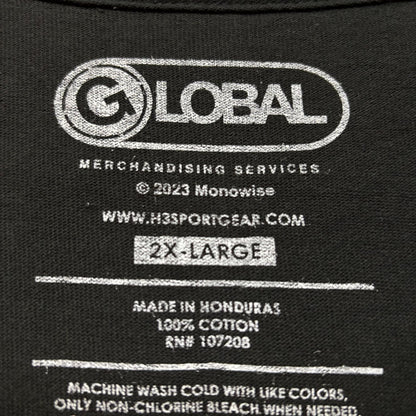 GLOBAL
MERCHANDISING SERVICES
© 2023 Monowise
WWW.H3SPORTGEAR.COM
2X-LARGE
MADE IN HONDURAS
100% COTTON
RN# 107208
MACHINE WASH COLD WITH LIKE COLORS,
ONLY NON-CHLORINE BLEACH WHEN NEEDED.